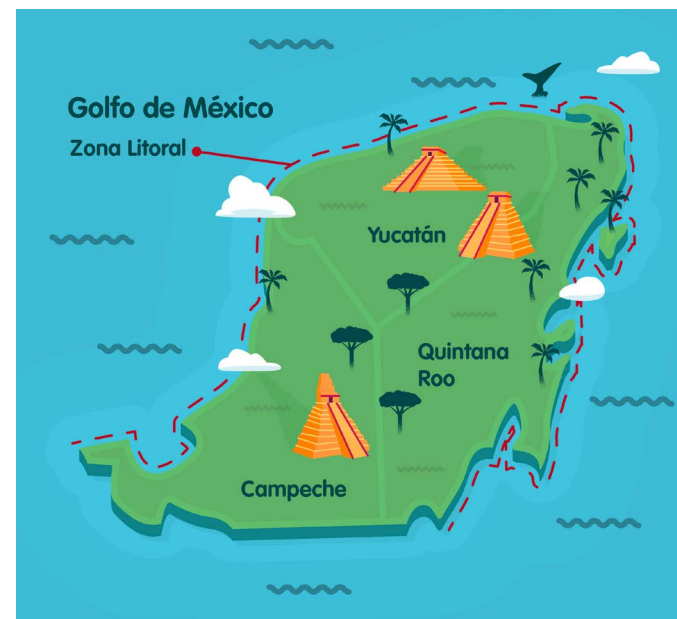 Golfo de México
Zona Litoral
Yucatán
Quintana
Roo
Campeche